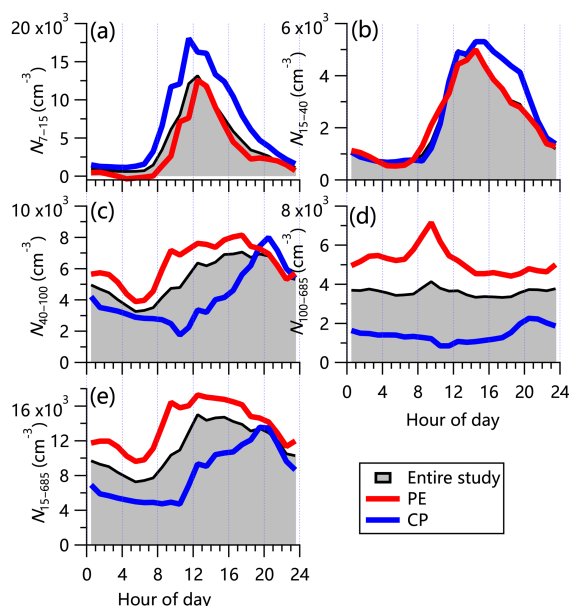 20 x10³
(a)
15
10
5
0
N7–15 (cm⁻³)
6 x10³
(b)
4
2
0
N15–40 (cm⁻³)
10 x10³
(c)
8
6
4
2
0
N40–100 (cm⁻³)
8 x10³
(d)
6
4
2
0
N100–685 (cm⁻³)
0 4 8 12 16 20 24
Hour of day
16 x10³
(e)
12
8
4
0
N15–685 (cm⁻³)
0 4 8 12 16 20 24
Hour of day
Entire study
PE
CP